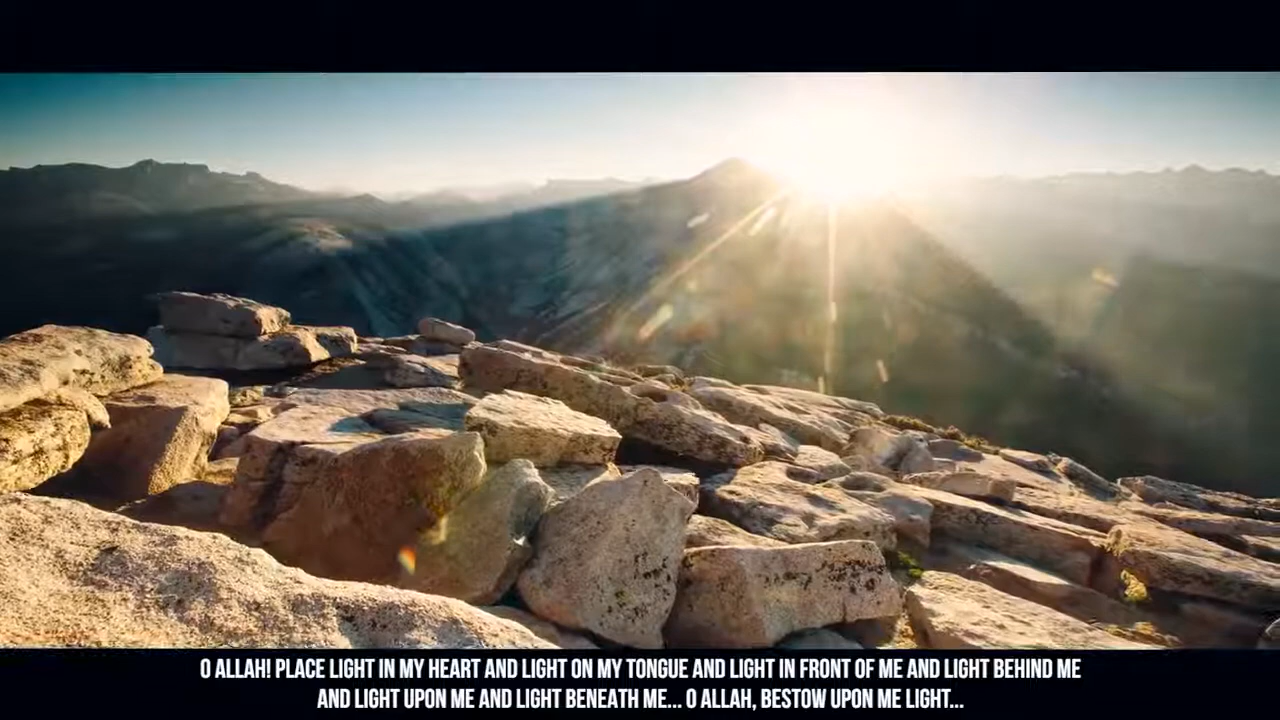 O ALLAH! PLACE LIGHT IN MY HEART AND LIGHT ON MY TONGUE AND LIGHT IN FRONT OF ME AND LIGHT BEHIND ME
AND LIGHT UPON ME AND LIGHT BENEATH ME... O ALLAH, BESTOW UPON ME LIGHT...